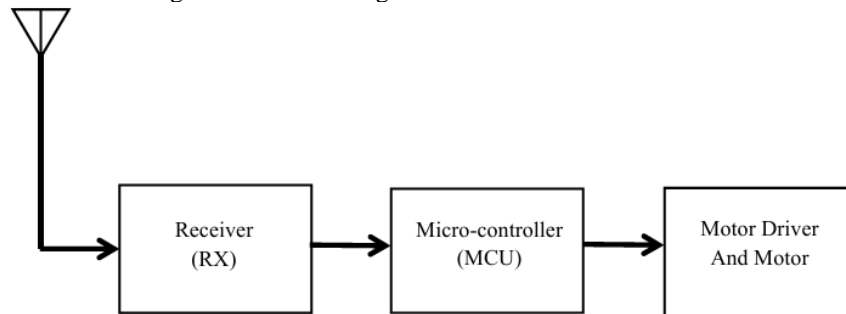 Receiver
(RX)
Micro-controller
(MCU)
Motor Driver
And Motor